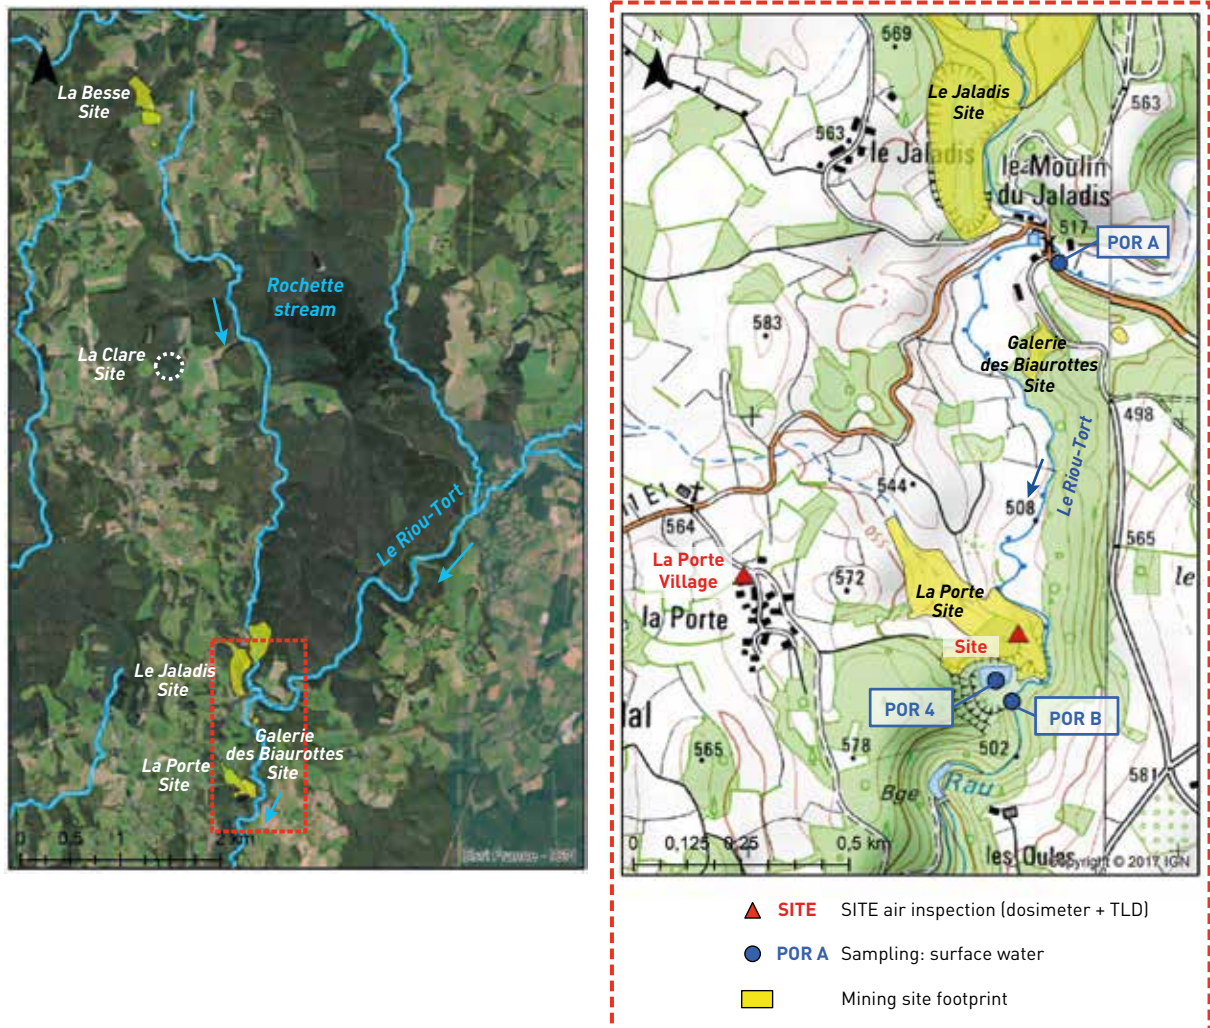 N
La Besse
Site
Rochette
stream
La Clare
Site
Le Riou-Tort
Le Jaladis
Site
Galerie
des Biaurottes
Site
La Porte
Site
0 0,5 1 2 km
Esri France - IGN
N
569
Le Jaladis
Site
563
563
le Jaladis
le Moulin
du Jaladis
517
POR A
583
Galerie
des Biaurottes
Site
498
Le Riou-Tort
544
508
564
550
565
La Porte
Village
572
le
La Porte
Site
la Porte
Site
POR 4
POR B
565
578
502
581
Bge
Rau
les Oules
0 0,125 0,25 0,5 km
Copyright © 2017 IGN
SITE SITE air inspection (dosimeter + TLD)
POR A Sampling: surface water
Mining site footprint